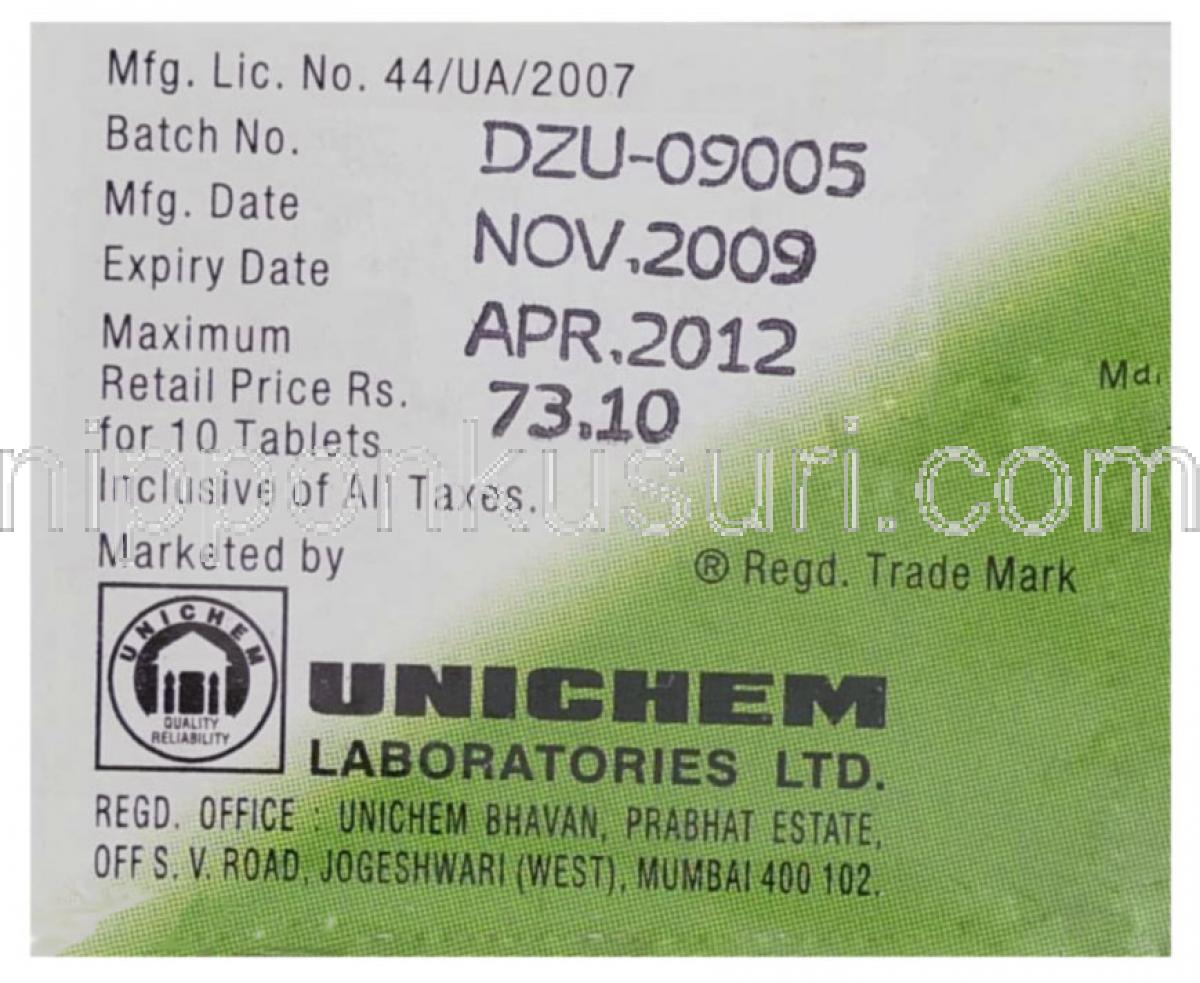 Mfg. Lic. No. 44/UA/2007
Batch No. DZU-09005
Mfg. Date NOV.2009
Expiry Date APR.2012
Maximum
Retail Price Rs. 73.10
for 10 Tablets
Inclusive of All Taxes.
nipponkusuri.com
Marketed by
® Regd. Trade Mark
UNICHEM
QUALITY
RELIABILITY
UNICHEM
LABORATORIES LTD.
REGD. OFFICE : UNICHEM BHAVAN, PRABHAT ESTATE,
OFF S. V. ROAD, JOGESHWARI (WEST), MUMBAI 400 102.